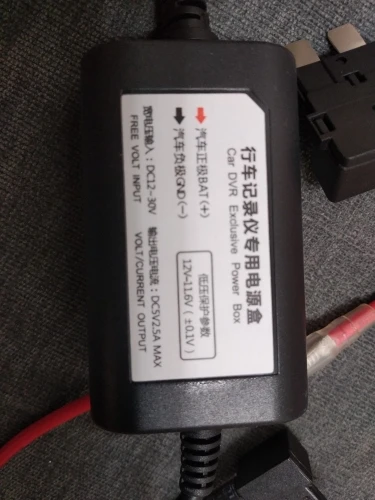 行车记录仪专用电源盒
Car DVR Exclusive Power Box
汽车正极BAT(+)
汽车负极GND(-)
低压保护参数
12V-11.6V(±0.1V)
宽电压输入:DC12-30V
FREE VOLT INPUT
输出电压电流:DC5V2.5A MAX
VOLT/CURRENT OUTPUT